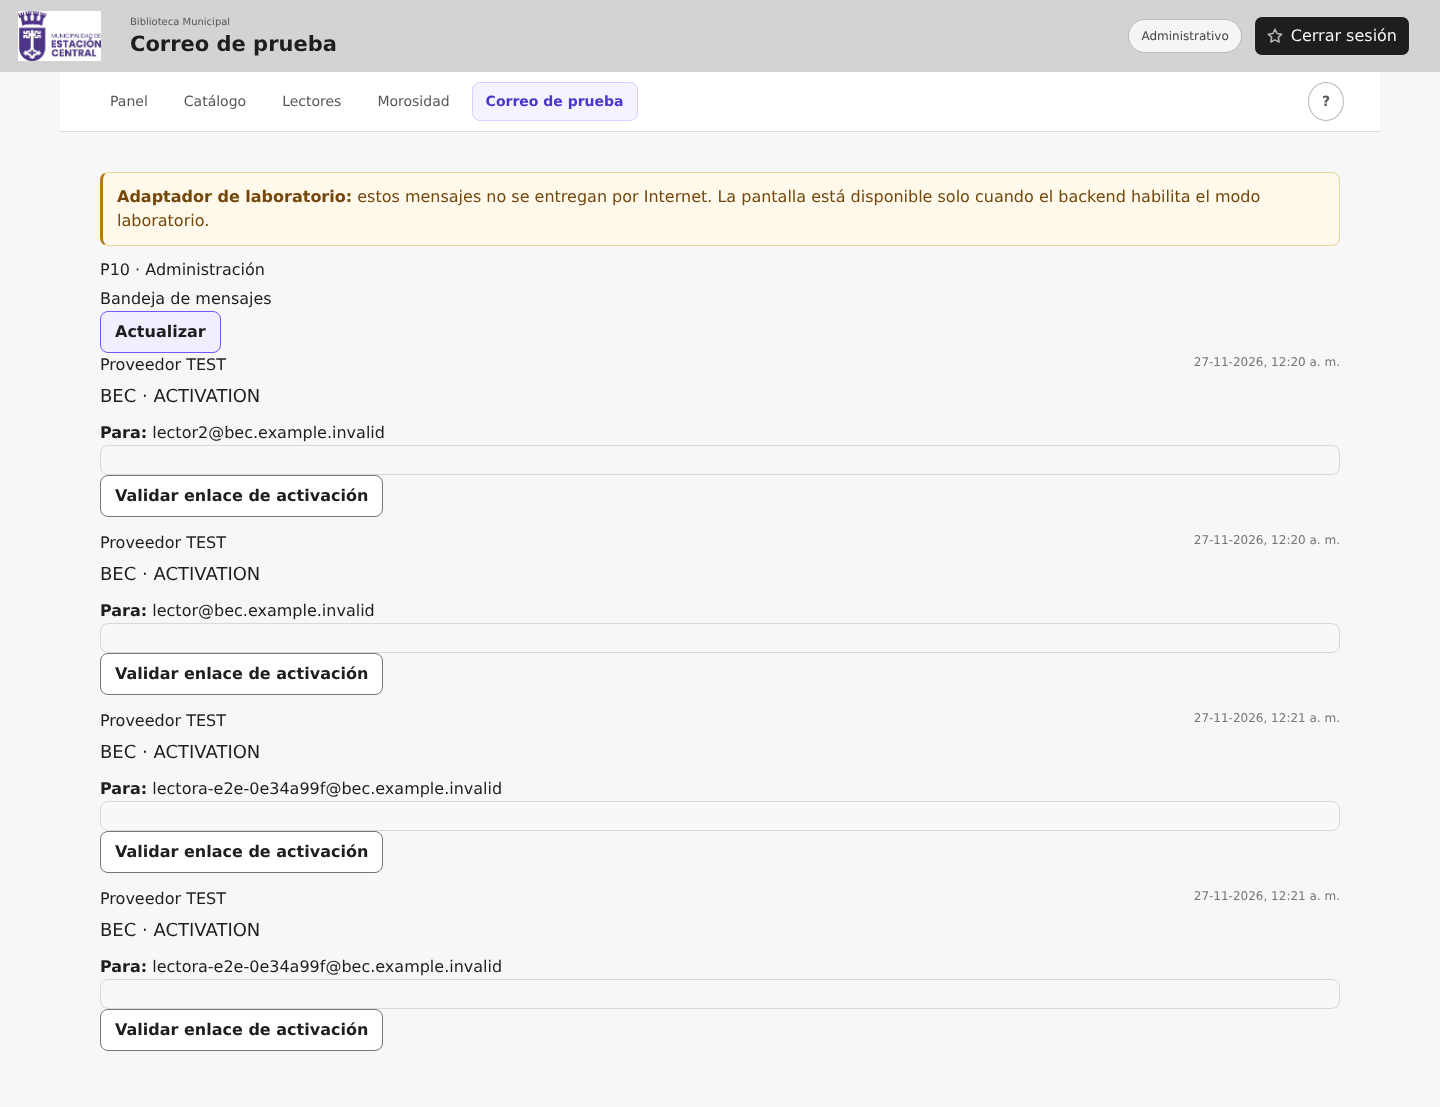 MUNICIPALIDAD DE
ESTACIÓN
CENTRAL
Biblioteca Municipal
Correo de prueba
Administrativo
Cerrar sesión
Panel
Catálogo
Lectores
Morosidad
Correo de prueba
?
Adaptador de laboratorio: estos mensajes no se entregan por Internet. La pantalla está disponible solo cuando el backend habilita el modo
laboratorio.
P10 · Administración
Bandeja de mensajes
Actualizar
Proveedor TEST
27-11-2026, 12:20 a. m.
BEC · ACTIVATION
Para: lector2@bec.example.invalid
Validar enlace de activación
Proveedor TEST
27-11-2026, 12:20 a. m.
BEC · ACTIVATION
Para: lector@bec.example.invalid
Validar enlace de activación
Proveedor TEST
27-11-2026, 12:21 a. m.
BEC · ACTIVATION
Para: lectora-e2e-0e34a99f@bec.example.invalid
Validar enlace de activación
Proveedor TEST
27-11-2026, 12:21 a. m.
BEC · ACTIVATION
Para: lectora-e2e-0e34a99f@bec.example.invalid
Validar enlace de activación